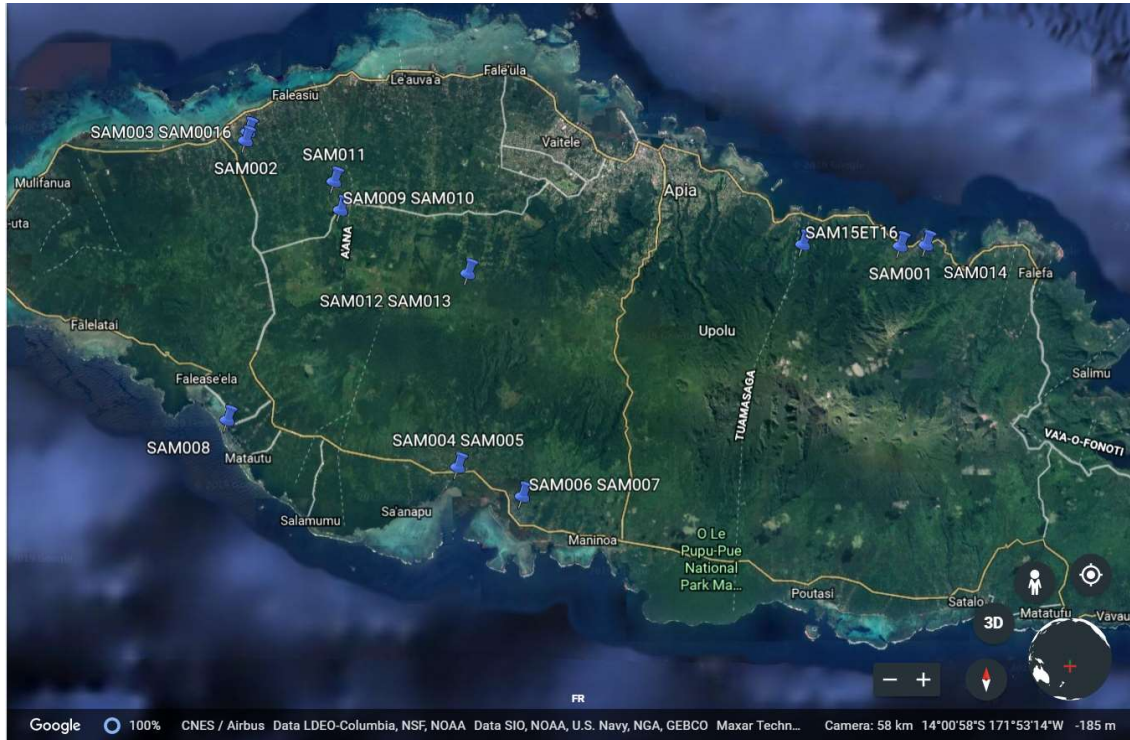 Le'auva'a
Fale'ula
Faleasiu
SAM003 SAM0016
Vaitele
SAM002
SAM011
Mulifanua
Apia
SAM009 SAM010
-uta
A'ANA
SAM15ET16
SAM001
SAM014
Falefa
SAM012 SAM013
Falelatai
Upolu
Salimu
Falease'ela
TUAMASAGA
VA'A-O-FONOTI
SAM008
Matautu
SAM004 SAM005
SAM006 SAM007
Sa'anapu
Salamumu
Maninoa
O Le
Pupu-Pue
National
Park Ma...
Poutasi
Satalo
Matatufu
Vavau
3D
FR
Google
100%
CNES / Airbus Data LDEO-Columbia, NSF, NOAA Data SIO, NOAA, U.S. Navy, NGA, GEBCO Maxar Techn...
Camera: 58 km 14°00'58"S 171°53'14"W -185 m